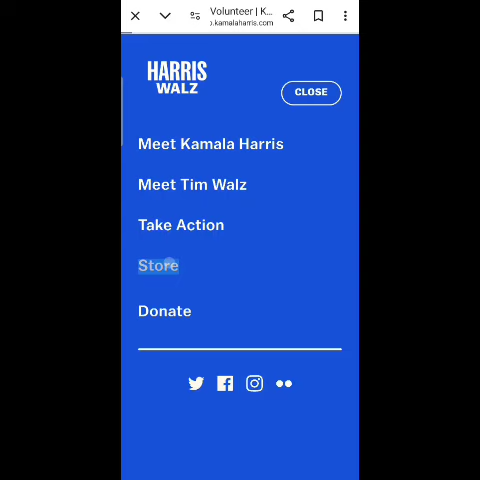 Volunteer | K...
o.kamalaharris.com
HARRIS
WALZ
CLOSE
Meet Kamala Harris
Meet Tim Walz
Take Action
Store
Donate